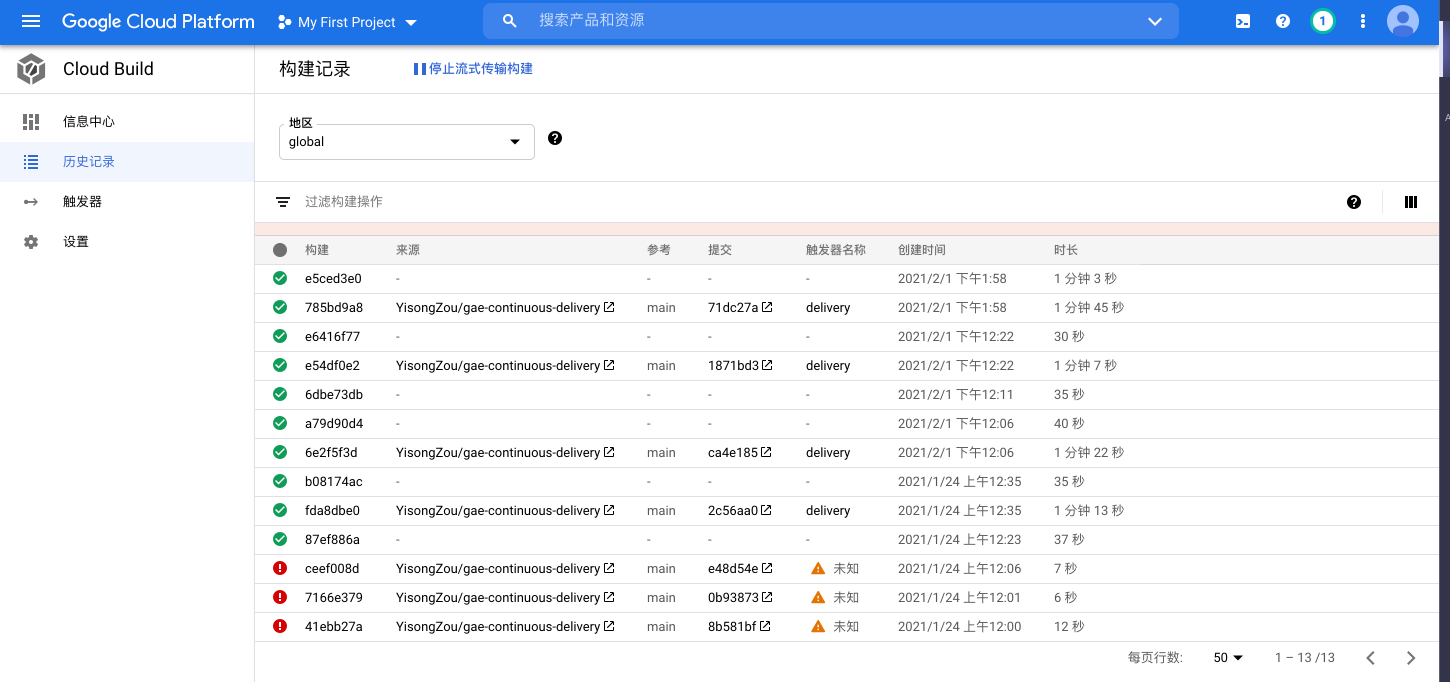 Google Cloud Platform My First Project 搜索产品和资源 1
Cloud Build 构建记录 停止流式传输构建
信息中心
历史记录
触发器
设置
地区
global
过滤构建操作
构建 来源 参考 提交 触发器名称 创建时间 时长
e5ced3e0 - - - - 2021/2/1 下午1:58 1 分钟 3 秒
785bd9a8 YisongZou/gae-continuous-delivery main 71dc27a delivery 2021/2/1 下午1:58 1 分钟 45 秒
e6416f77 - - - - 2021/2/1 下午12:22 30 秒
e54df0e2 YisongZou/gae-continuous-delivery main 1871bd3 delivery 2021/2/1 下午12:22 1 分钟 7 秒
6dbe73db - - - - 2021/2/1 下午12:11 35 秒
a79d90d4 - - - - 2021/2/1 下午12:06 40 秒
6e2f5f3d YisongZou/gae-continuous-delivery main ca4e185 delivery 2021/2/1 下午12:06 1 分钟 22 秒
b08174ac - - - - 2021/1/24 上午12:35 35 秒
fda8dbe0 YisongZou/gae-continuous-delivery main 2c56aa0 delivery 2021/1/24 上午12:35 1 分钟 13 秒
87ef886a - - - - 2021/1/24 上午12:23 37 秒
ceef008d YisongZou/gae-continuous-delivery main e48d54e 未知 2021/1/24 上午12:06 7 秒
7166e379 YisongZou/gae-continuous-delivery main 0b93873 未知 2021/1/24 上午12:01 6 秒
41ebb27a YisongZou/gae-continuous-delivery main 8b581bf 未知 2021/1/24 上午12:00 12 秒
每页行数: 50 1 – 13 /13